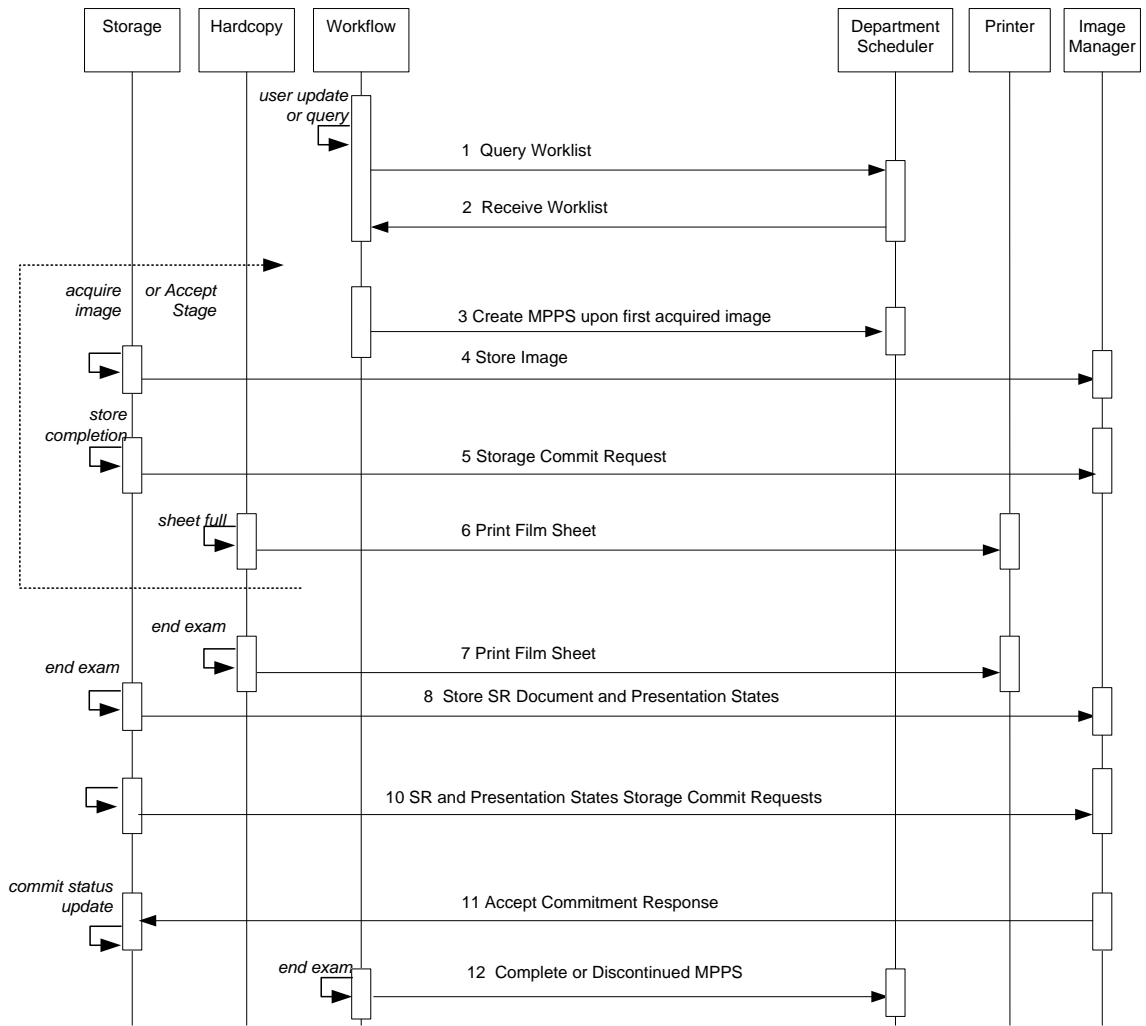 Storage
Hardcopy
Workflow
Department
Scheduler
Printer
Image
Manager
user update
or query
1 Query Worklist
2 Receive Worklist
acquire
image
or Accept
Stage
3 Create MPPS upon first acquired image
4 Store Image
store
completion
5 Storage Commit Request
sheet full
6 Print Film Sheet
end exam
7 Print Film Sheet
end exam
8 Store SR Document and Presentation States
10 SR and Presentation States Storage Commit Requests
commit status
update
11 Accept Commitment Response
end exam
12 Complete or Discontinued MPPS